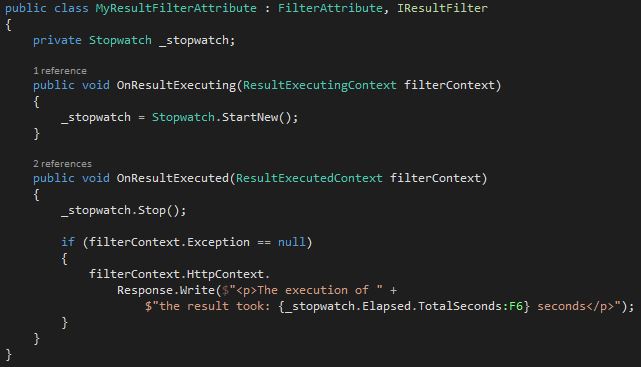 public class MyResultFilterAttribute : FilterAttribute, IResultFilter
{
    private Stopwatch _stopwatch;

    1 reference
    public void OnResultExecuting(ResultExecutingContext filterContext)
    {
        _stopwatch = Stopwatch.StartNew();
    }

    2 references
    public void OnResultExecuted(ResultExecutedContext filterContext)
    {
        _stopwatch.Stop();

        if (filterContext.Exception == null)
        {
            filterContext.HttpContext.
                Response.Write($"<p>The execution of " +
                    $"the result took: {_stopwatch.Elapsed.TotalSeconds:F6} seconds</p>");
        }
    }
}